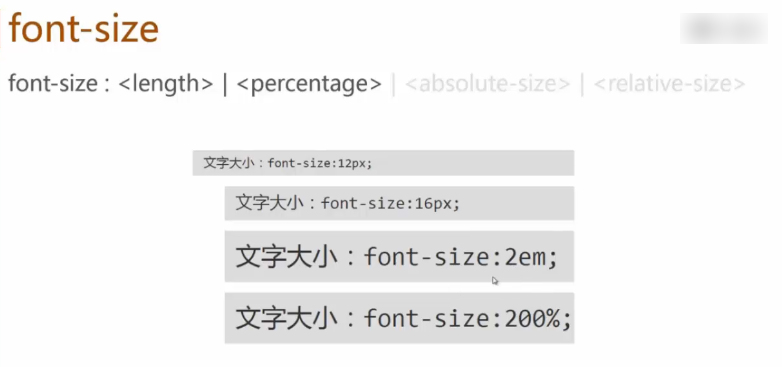 font-size
font-size : <length> | <percentage> | <absolute-size> | <relative-size>
文字大小：font-size:12px;
文字大小：font-size:16px;
文字大小：font-size:2em;
文字大小：font-size:200%;